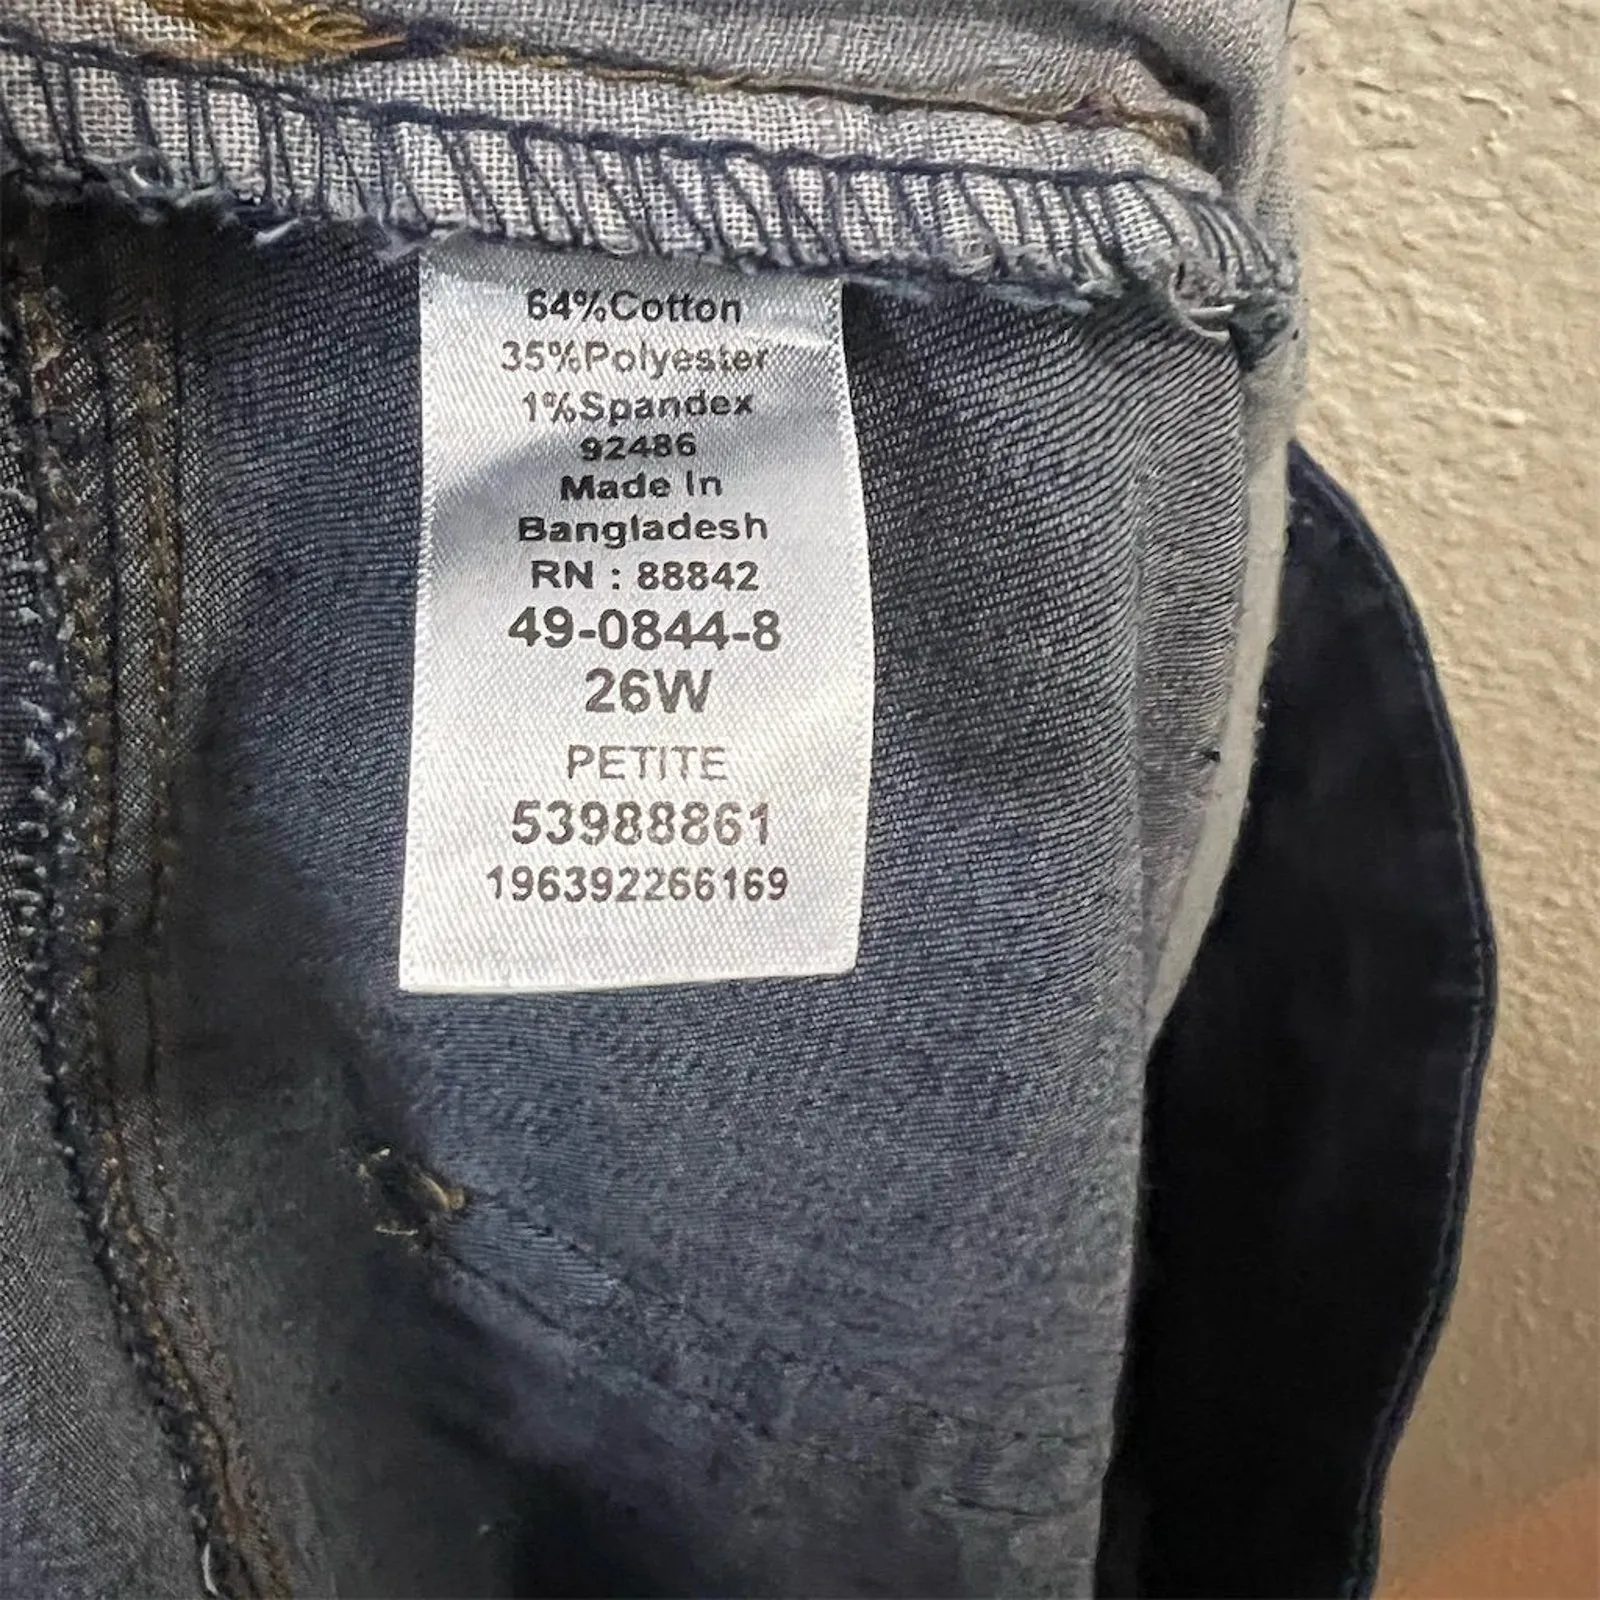 64%Cotton
35%Polyester
1%Spandex
92486
Made In
Bangladesh
RN : 88842
49-0844-8
26W
PETITE
53988861
196392266169